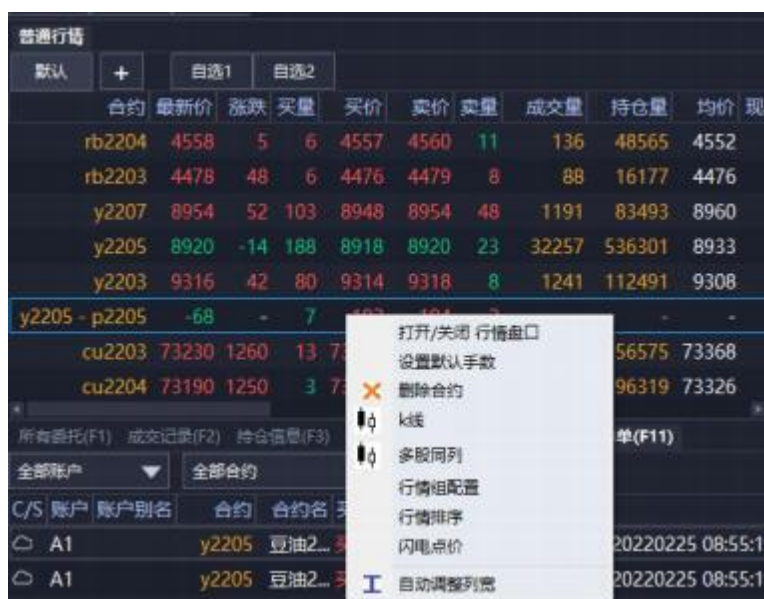 普通行情
默认 + 自选1 自选2
合约 最新价 涨跌 买量 买价 卖价 卖量 成交量 持仓量 均价 现
rb2204 4558 5 6 4557 4560 11 136 48565 4552
rb2203 4478 48 6 4476 4479 8 88 16177 4476
y2207 8954 52 103 8948 8954 48 1191 83493 8960
y2205 8920 -14 188 8918 8920 23 32257 536301 8933
y2203 9316 42 80 9314 9318 8 1241 112491 9308
y2205 - p2205 -68 - 7 - -
cu2203 73230 1260 13 56575 73368
cu2204 73190 1250 3 96319 73326
打开/关闭 行情盘口
设置默认手数
删除合约
k线
多股同列
行情组配置
行情排序
闪电点价
自动调整列宽
所有委托(F1) 成交记录(F2) 持仓信息(F3) 单(F11)
全部账户 全部合约
C/S 账户 账户别名 合约 合约名
A1 y2205 豆油2... 20220225 08:55:1
A1 y2205 豆油2... 20220225 08:55:1